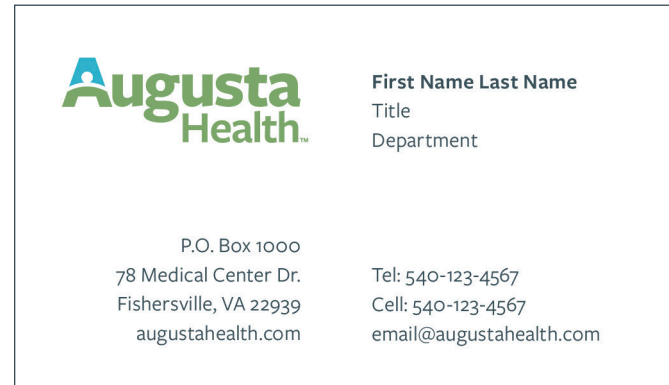 Augusta
Health™
First Name Last Name
Title
Department
P.O. Box 1000
78 Medical Center Dr.
Fishersville, VA 22939
augustahealth.com
Tel: 540-123-4567
Cell: 540-123-4567
email@augustahealth.com